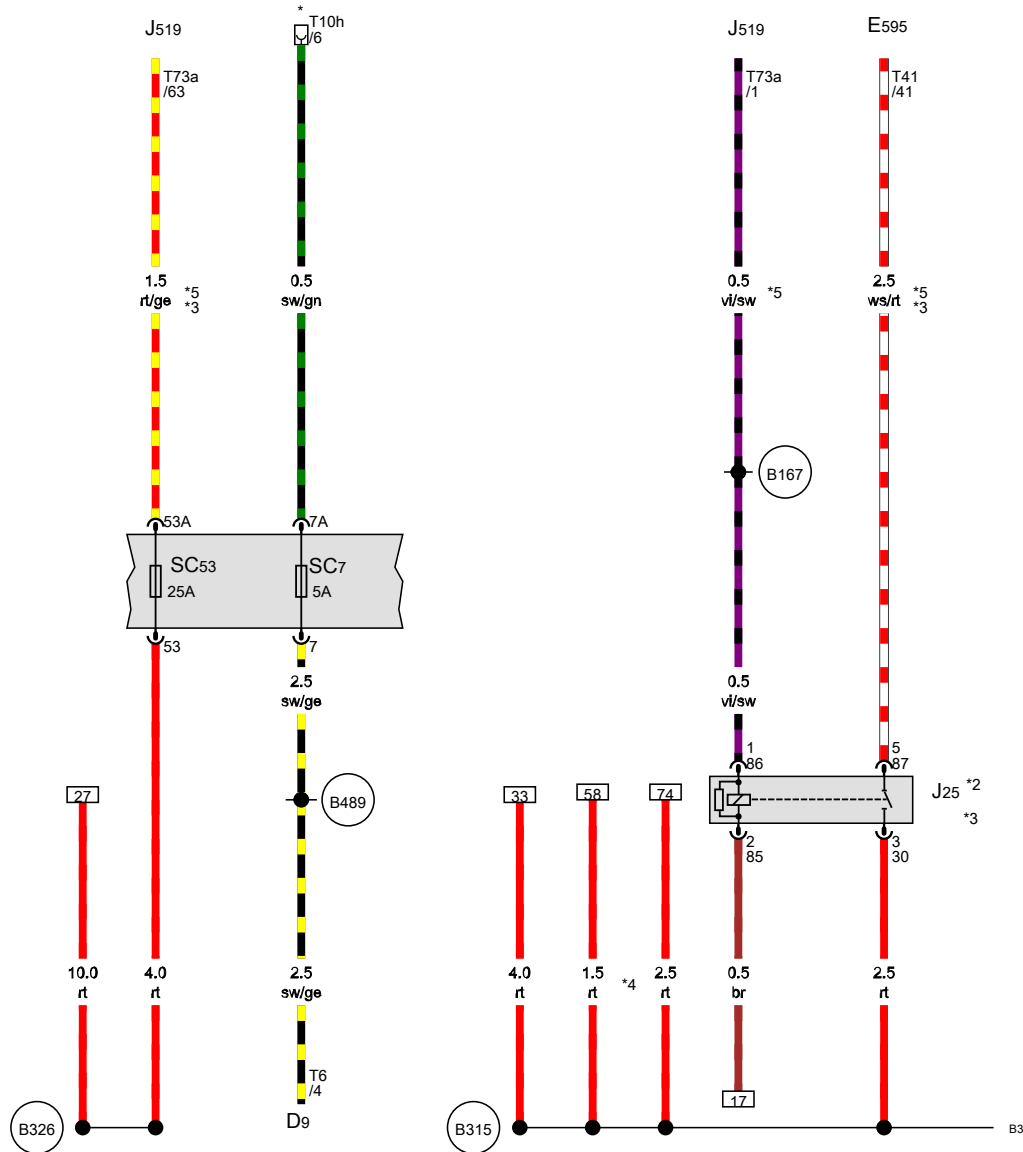 *
T10h
/6
J519
J519
E595
T73a
/63
T73a
/1
T41
/41
1.5
rt/ge
*5
*3
0.5
sw/gn
0.5
vi/sw
*5
2.5
ws/rt
*5
*3
B167
53A
7A
SC53
25A
SC7
5A
53
7
2.5
sw/ge
0.5
vi/sw
1
86
5
87
27
B489
33
58
74
J25
*2
*3
2
85
3
30
10.0
rt
4.0
rt
2.5
sw/ge
4.0
rt
1.5
rt
*4
2.5
rt
0.5
br
2.5
rt
T6
/4
17
D9
B326
B315
B3